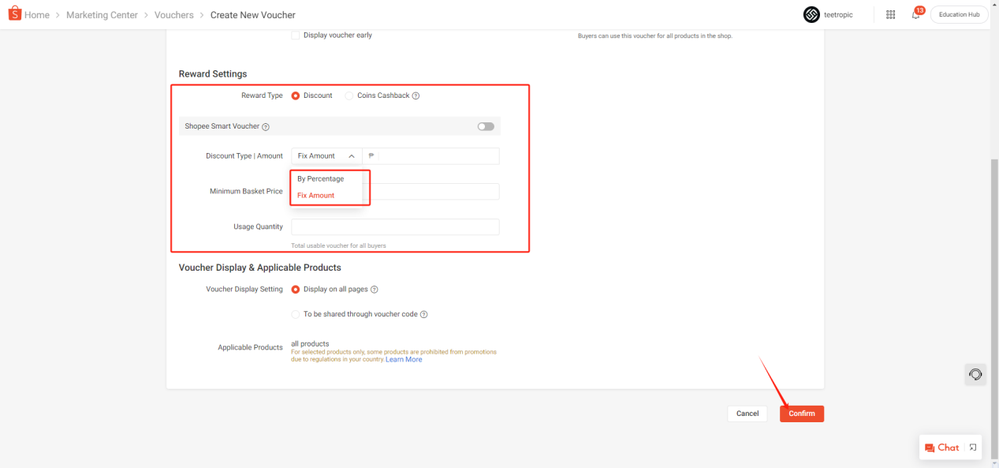 Home > Marketing Center > Vouchers > Create New Voucher
teetropic
13
Education Hub
Display voucher early
Buyers can use this voucher for all products in the shop.
Reward Settings
Reward Type Discount Coins Cashback
Shopee Smart Voucher
Discount Type | Amount Fix Amount ₱
By Percentage
Minimum Basket Price
Fix Amount
Usage Quantity
Total usable voucher for all buyers
Voucher Display & Applicable Products
Voucher Display Setting Display on all pages
To be shared through voucher code
Applicable Products all products
For selected products only, some products are prohibited from promotions
due to regulations in your country. Learn More
Cancel Confirm
Chat